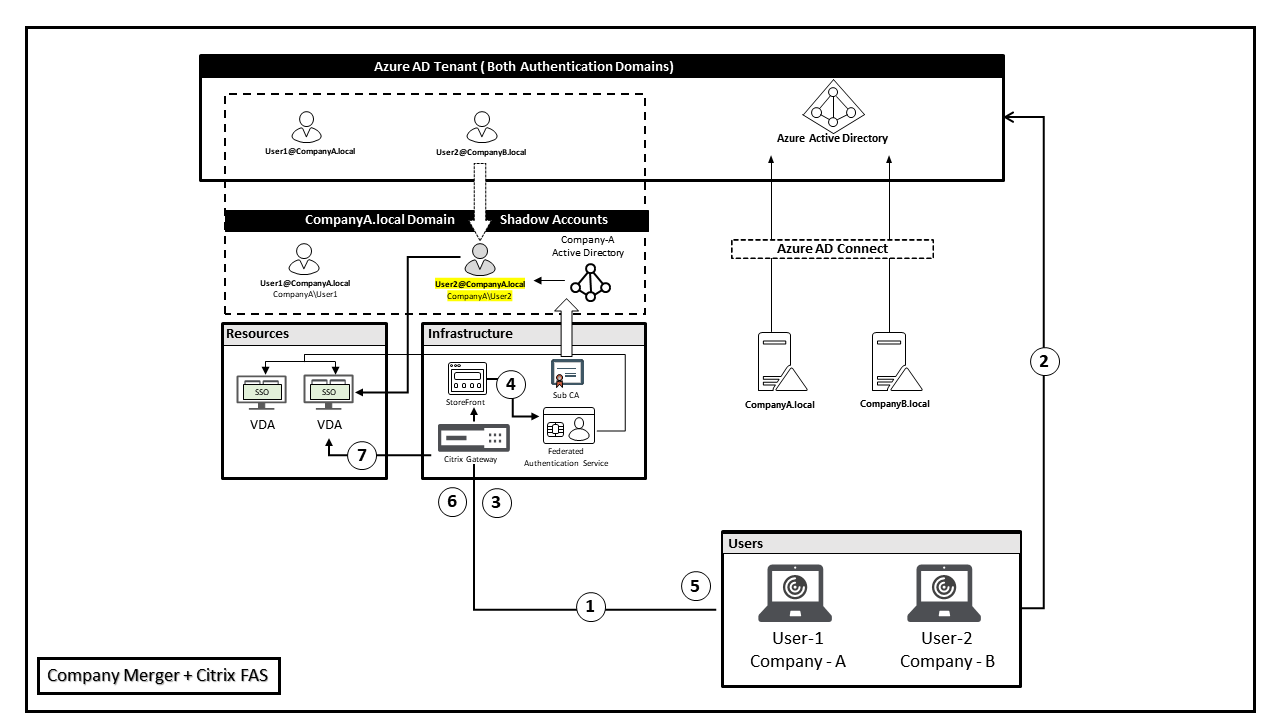 Azure AD Tenant ( Both Authentication Domains)
User1@CompanyA.local
User2@CompanyB.local
Azure Active Directory
CompanyA.local Domain
Shadow Accounts
Company-A
Active Directory
User1@CompanyA.local
CompanyA\User1
User2@CompanyA.local
CompanyA\User2
Azure AD Connect
CompanyA.local
CompanyB.local
2
Resources
SSO
VDA
SSO
VDA
Infrastructure
StoreFront
4
Sub CA
Citrix Gateway
Federated
Authentication Service
7
6
3
5
1
Users
User-1
Company - A
User-2
Company - B
Company Merger + Citrix FAS